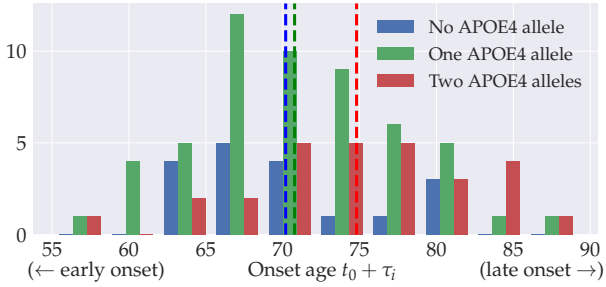 No APOE4 allele
One APOE4 allele
Two APOE4 alleles
10
5
0
55 60 65 70 75 80 85 90
(← early onset) Onset age t₀ + τᵢ (late onset →)